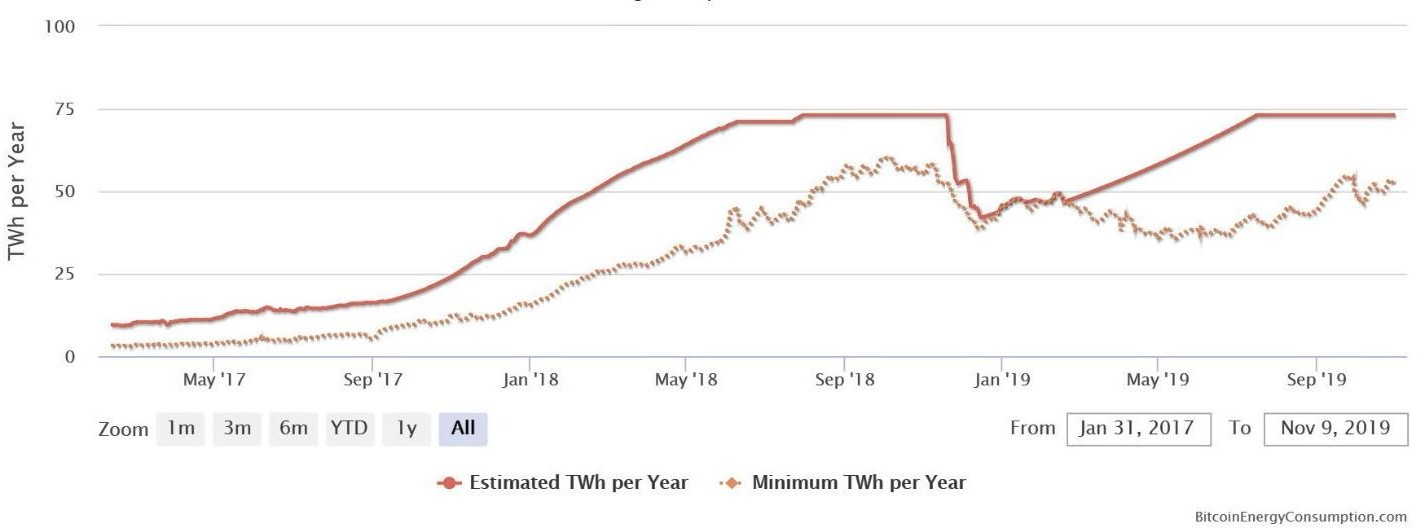 100
75
50
25
0
TWh per Year
May '17 Sep '17 Jan '18 May '18 Sep '18 Jan '19 May '19 Sep '19
Zoom 1m 3m 6m YTD 1y All From Jan 31, 2017 To Nov 9, 2019
Estimated TWh per Year Minimum TWh per Year
BitcoinEnergyConsumption.com